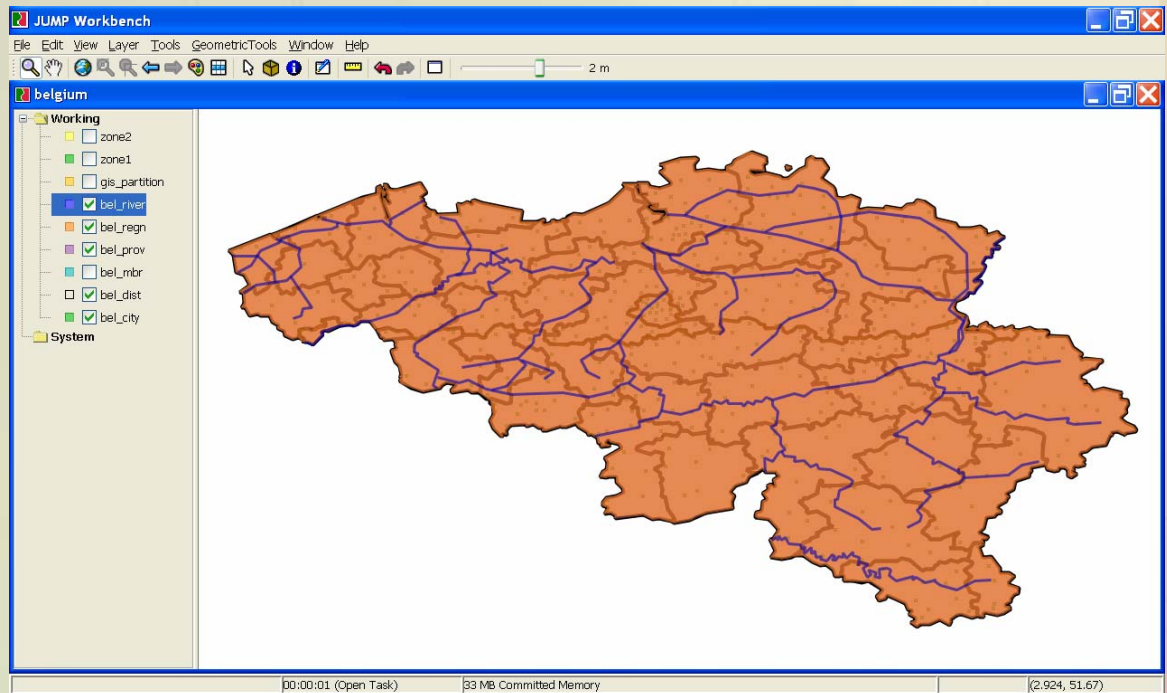 JUMP Workbench
File Edit View Layer Tools GeometricTools Window Help
2 m
belgium
Working
zone2
zone1
gis_partition
bel_river
bel_regn
bel_prov
bel_mbr
bel_dist
bel_city
System
00:00:01 (Open Task) 33 MB Committed Memory (2.924, 51.67)